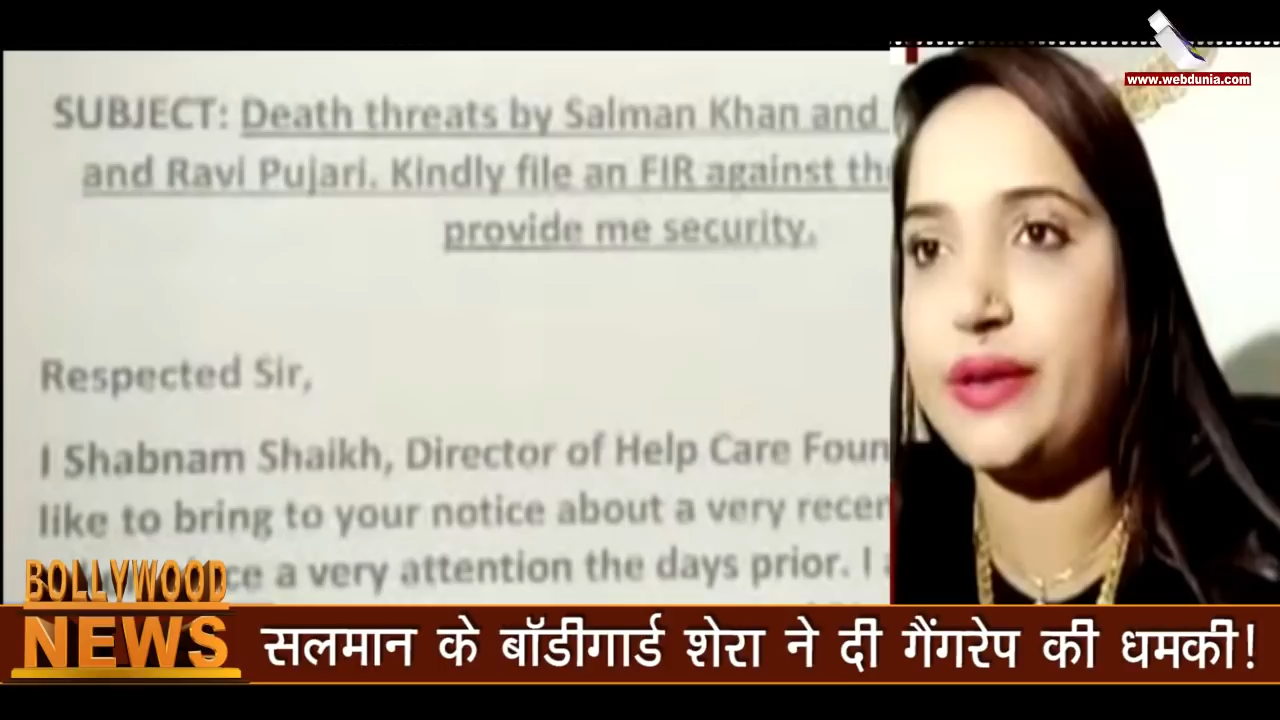 www.webdunia.com
SUBJECT: Death threats by Salman Khan and
and Ravi Pujari. Kindly file an FIR against the
provide me security.
Respected Sir,
I Shabnam Shaikh, Director of Help Care Foun
like to bring to your notice about a very recen
a very attention the days prior. I
BOLLYWOOD
NEWS
सलमान के बॉडीगार्ड शेरा ने दी गैंगरेप की धमकी!